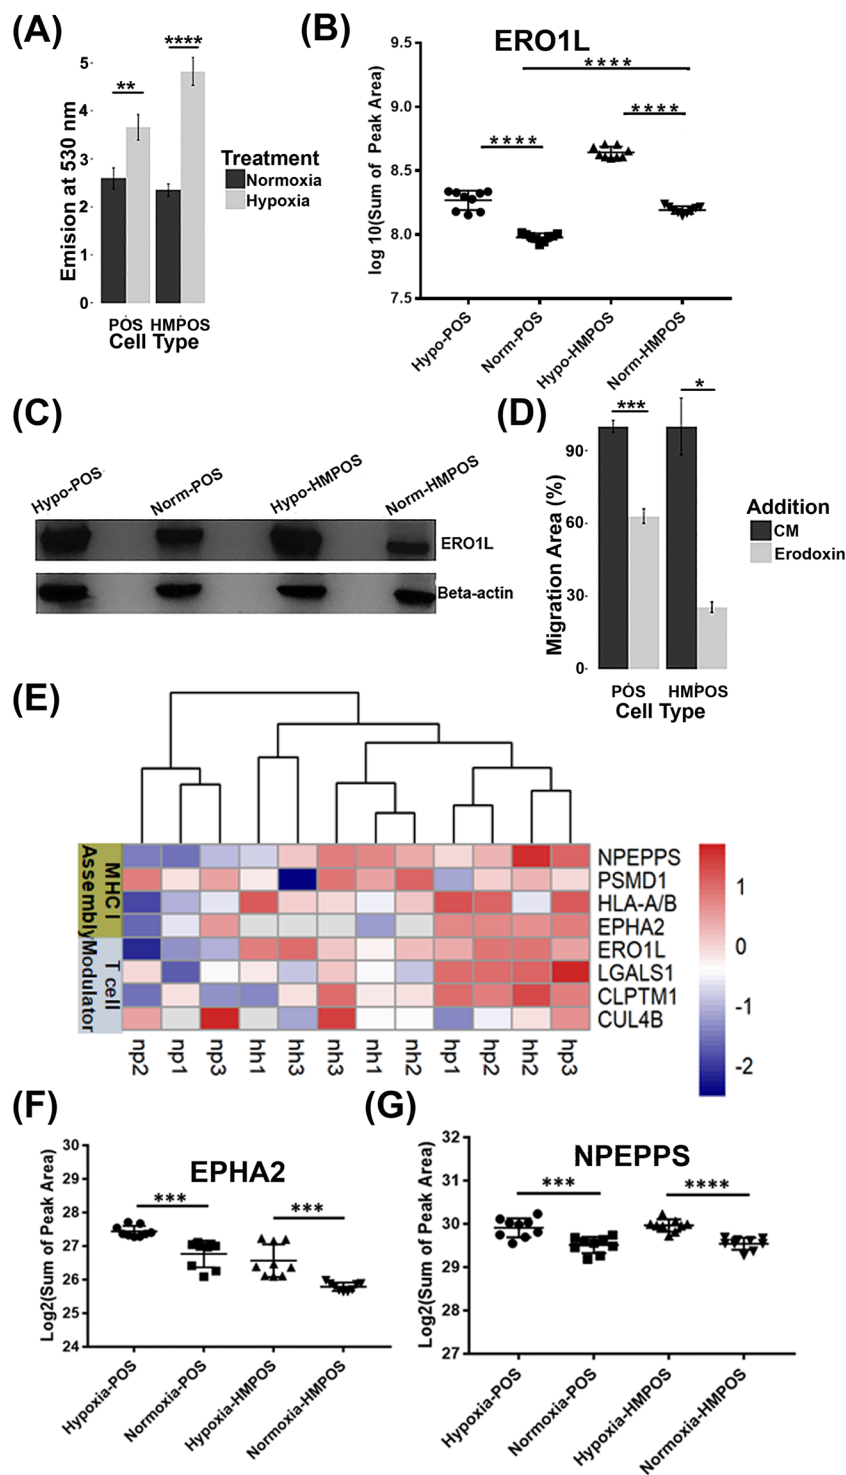 (A)
****
**
5
4
3
2
1
0
Emision at 530 nm
POS HMPOS
Cell Type
Treatment
Normoxia
Hypoxia
(B)
ERO1L
9.5
9.0
8.5
8.0
7.5
log 10(Sum of Peak Area)
****
****
****
Hypo-POS
Norm-POS
Hypo-HMPOS
Norm-HMPOS
(C)
Hypo-POS
Norm-POS
Hypo-HMPOS
Norm-HMPOS
ERO1L
Beta-actin
(D)
*
***
90
60
30
0
Migration Area (%)
POS HMPOS
Cell Type
Addition
CM
Erodoxin
(E)
MHC I
Assembly
T cell
Modulator
NPEPPS
PSMD1
HLA-A/B
EPHA2
ERO1L
LGALS1
CLPTM1
CUL4B
np2 np1 np3 hh1 hh3 nh3 nh1 nh2 hp1 hp2 hh2 hp3
1
0
-1
-2
(F)
EPHA2
30
28
27
26
25
24
Log2(Sum of Peak Area)
***
***
Hypoxia-POS
Normoxia-POS
Hypoxia-HMPOS
Normoxia-HMPOS
(G)
NPEPPS
32
31
30
29
28
27
Log2(Sum of Peak Area)
***
****
Hypoxia-POS
Normoxia-POS
Hypoxia-HMPOS
Normoxia-HMPOS